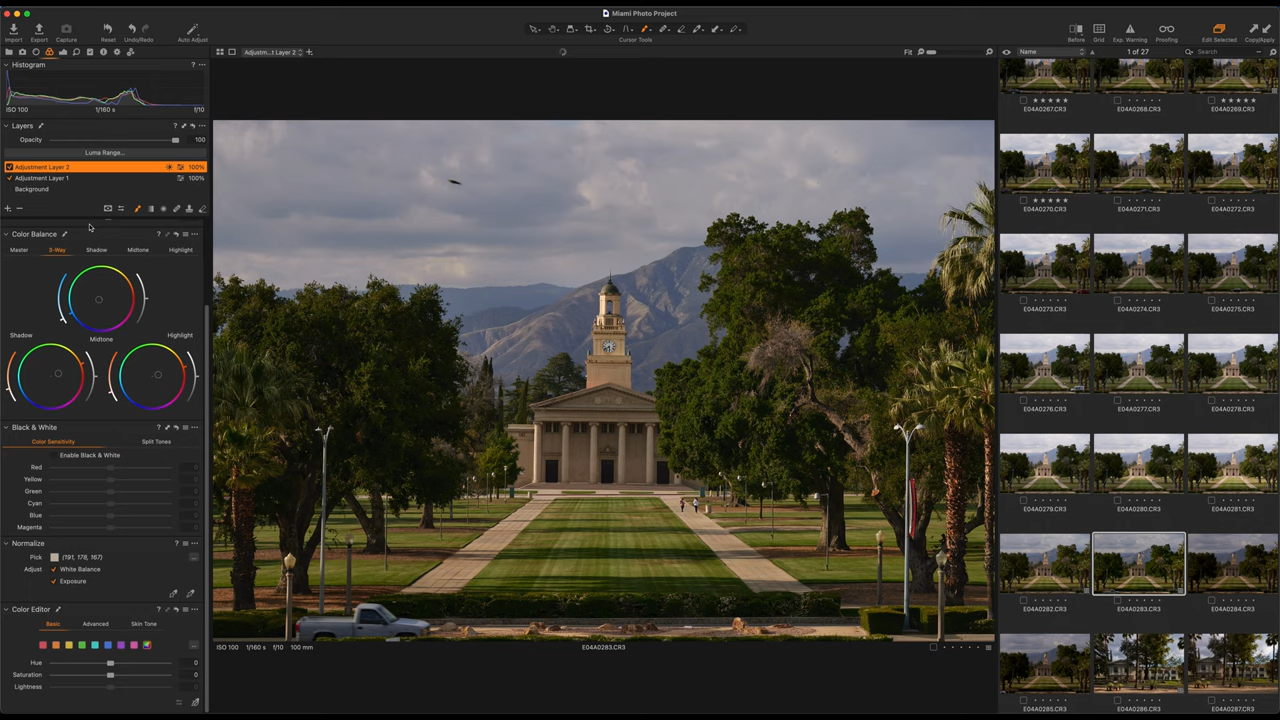 Miami Photo Project
Import
Export
Capture
Reset
Undo/Redo
Auto Adjust
Cursor Tools
Before
Grid
Exp. Warning
Proofing
Edit Selected
Copy/Apply
Adjustm...t Layer 2
Fit
Name
1 of 27
Search
Histogram
ISO 100
1/160 s
f/10
Layers
Opacity
100
Luma Range...
Adjustment Layer 2
100%
Adjustment Layer 1
100%
Background
Color Balance
Master
3-Way
Shadow
Midtone
Highlight
Shadow
Midtone
Highlight
Black & White
Color Sensitivity
Split Tones
Enable Black & White
Red
0
Yellow
0
Green
0
Cyan
0
Blue
0
Magenta
0
Normalize
Pick
(191, 178, 167)
Adjust
White Balance
Exposure
Color Editor
Basic
Advanced
Skin Tone
Hue
0
Saturation
0
Lightness
0
ISO 100
1/160 s
f/10
100 mm
E04A0283.CR3
E04A0267.CR3
E04A0268.CR3
E04A0269.CR3
E04A0270.CR3
E04A0271.CR3
E04A0272.CR3
E04A0273.CR3
E04A0274.CR3
E04A0275.CR3
E04A0276.CR3
E04A0277.CR3
E04A0278.CR3
E04A0279.CR3
E04A0280.CR3
E04A0281.CR3
E04A0282.CR3
E04A0283.CR3
E04A0284.CR3
E04A0285.CR3
E04A0286.CR3
E04A0287.CR3